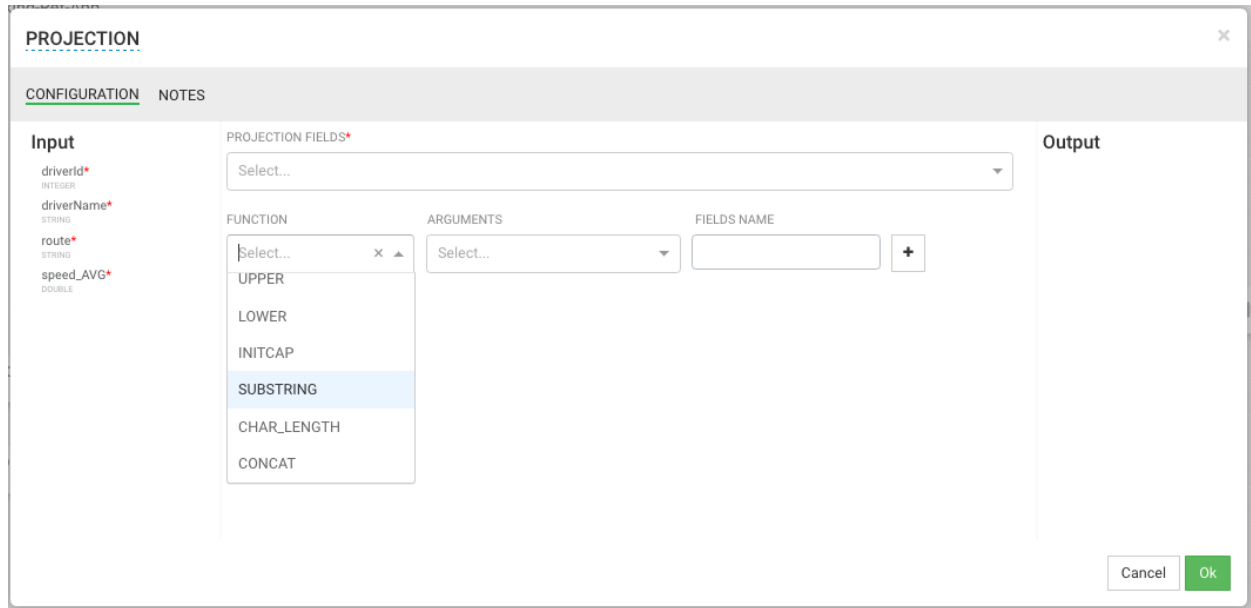 PROJECTION
×
CONFIGURATION NOTES
Input
driverId*
INTEGER
driverName*
STRING
route*
STRING
speed_AVG*
DOUBLE
PROJECTION FIELDS*
Select...
FUNCTION ARGUMENTS FIELDS NAME
Select... × Select... +
UPPER
LOWER
INITCAP
SUBSTRING
CHAR_LENGTH
CONCAT
Output
Cancel Ok